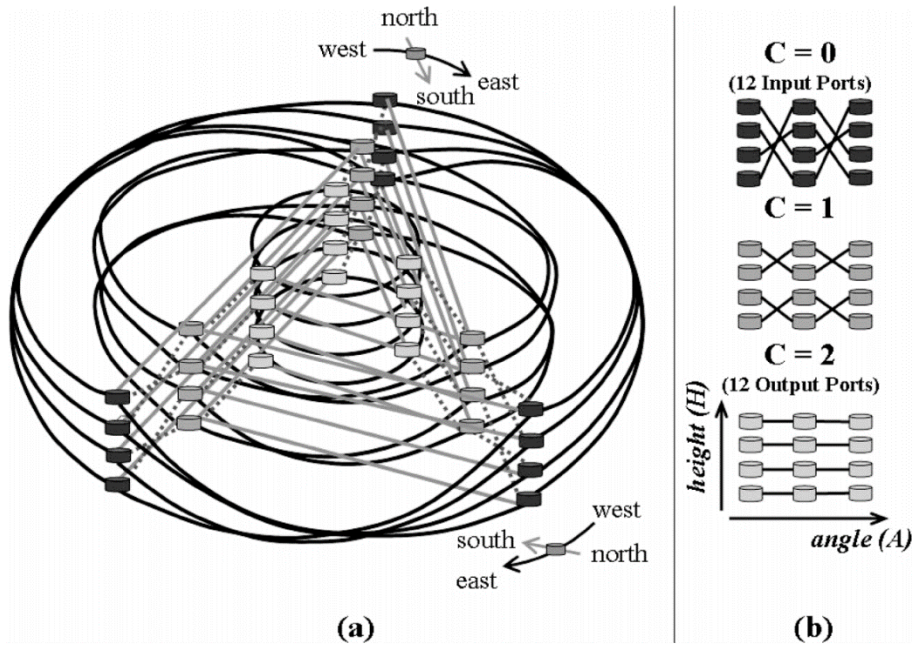 north
west
east
south
west
south
north
east
(a)
C = 0
(12 Input Ports)
C = 1
C = 2
(12 Output Ports)
height (H)
angle (A)
(b)